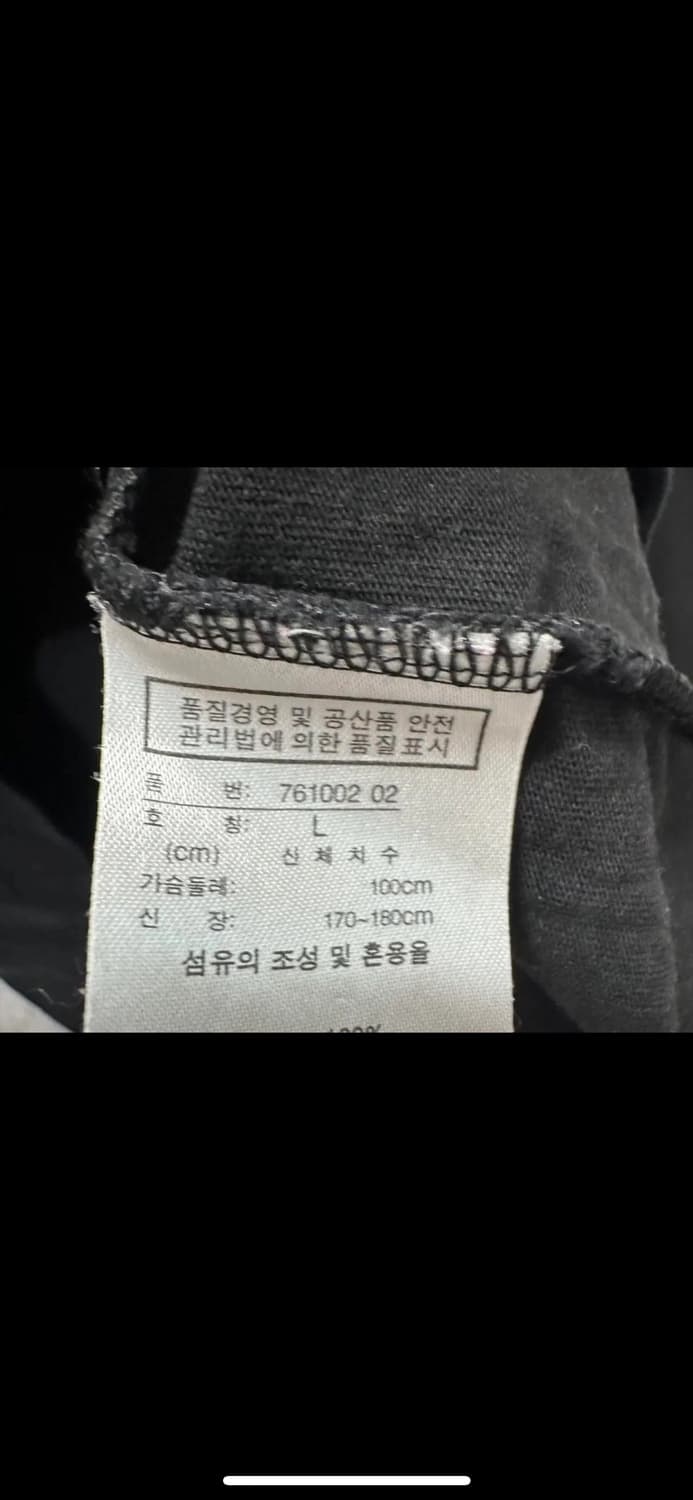 품질경영 및 공산품 안전
관리법에 의한 품질표시
품 번: 761002 02
호 칭: L
(cm) 신 체 치 수
가슴둘레: 100cm
신 장: 170~180cm
섬유의 조성 및 혼용율
100%